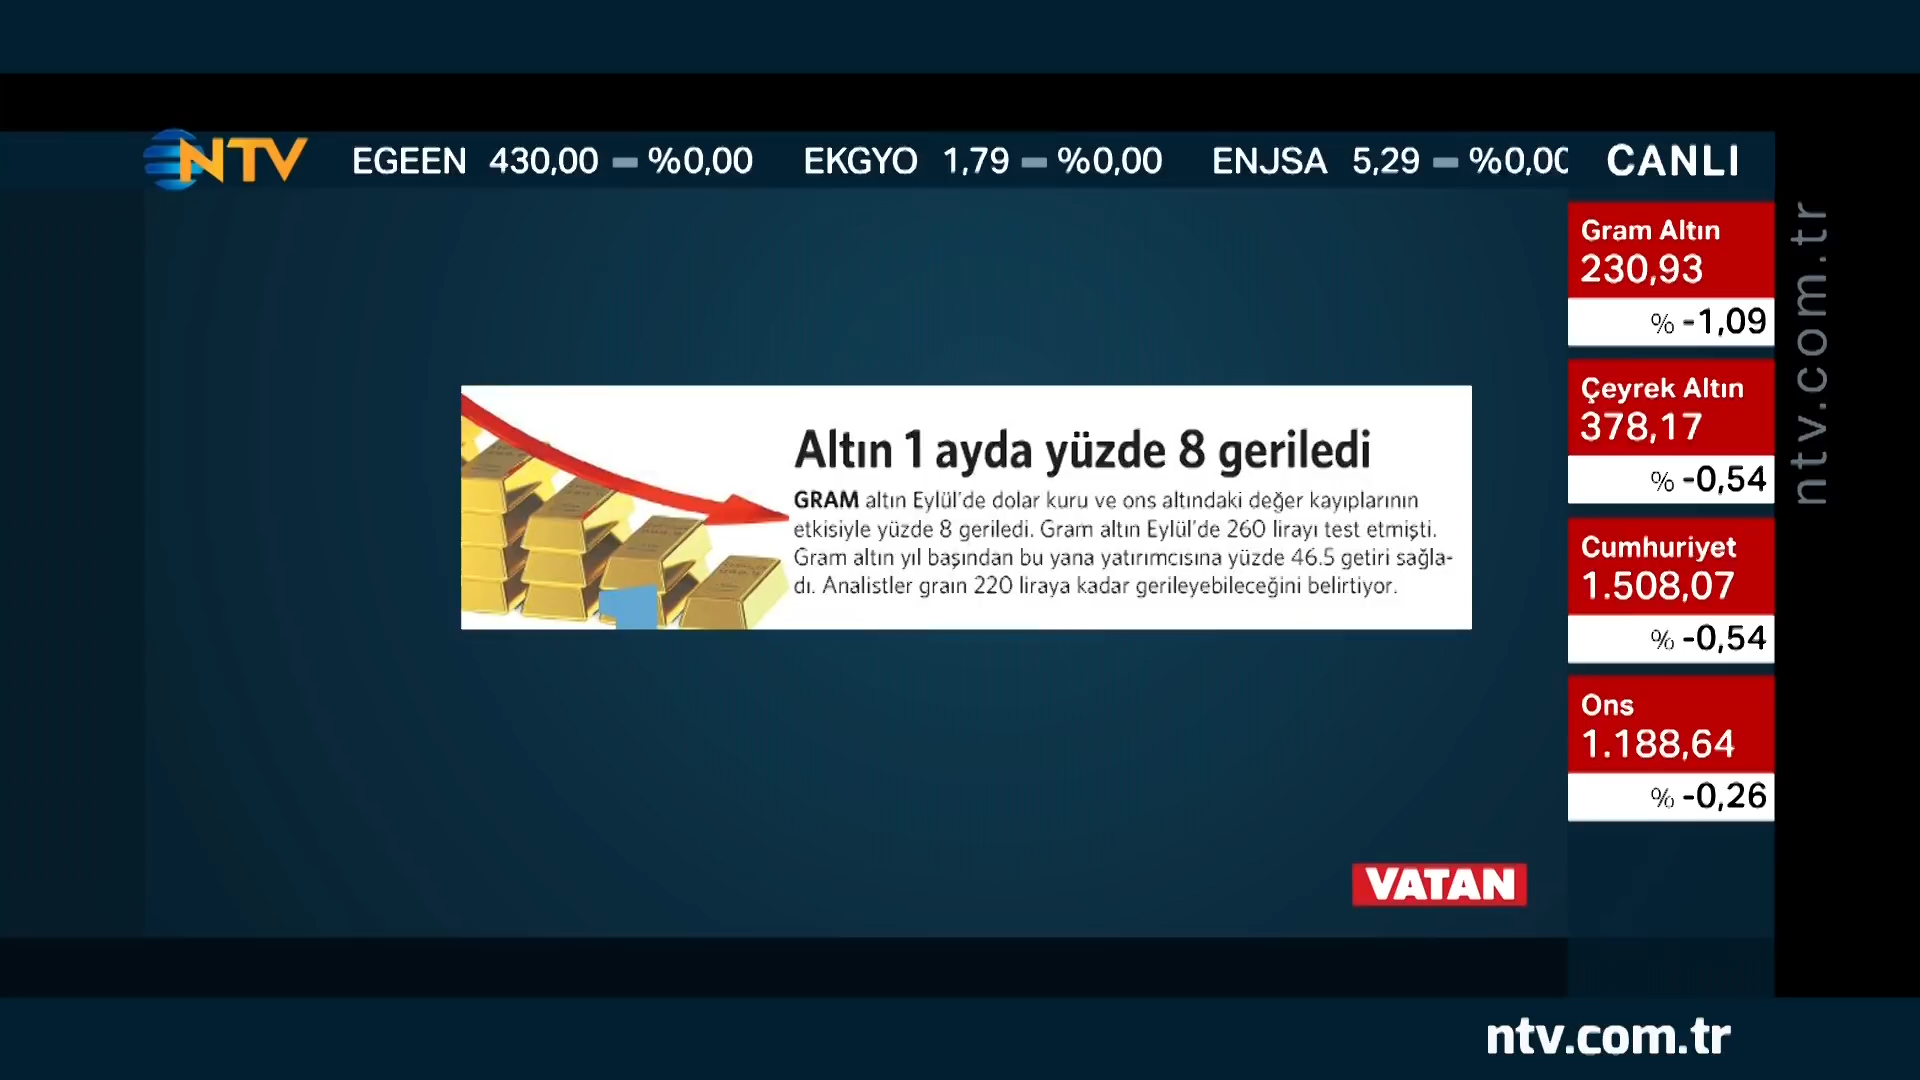 NTV
EGEEN 430,00 %0,00 EKGYO 1,79 %0,00 ENJSA 5,29 %0,00
CANLI
Gram Altın
230,93
% -1,09
Çeyrek Altın
378,17
% -0,54
Cumhuriyet
1.508,07
% -0,54
Ons
1.188,64
% -0,26
ntv.com.tr
Altın 1 ayda yüzde 8 geriledi
GRAM altın Eylül'de dolar kuru ve ons altındaki değer kayıplarının
etkisiyle yüzde 8 geriledi. Gram altın Eylül'de 260 lirayı test etmişti.
Gram altın yıl başından bu yana yatırımcısına yüzde 46.5 getiri sağla-
dı. Analistler grain 220 liraya kadar gerileyebileceğini belirtiyor.
VATAN
ntv.com.tr